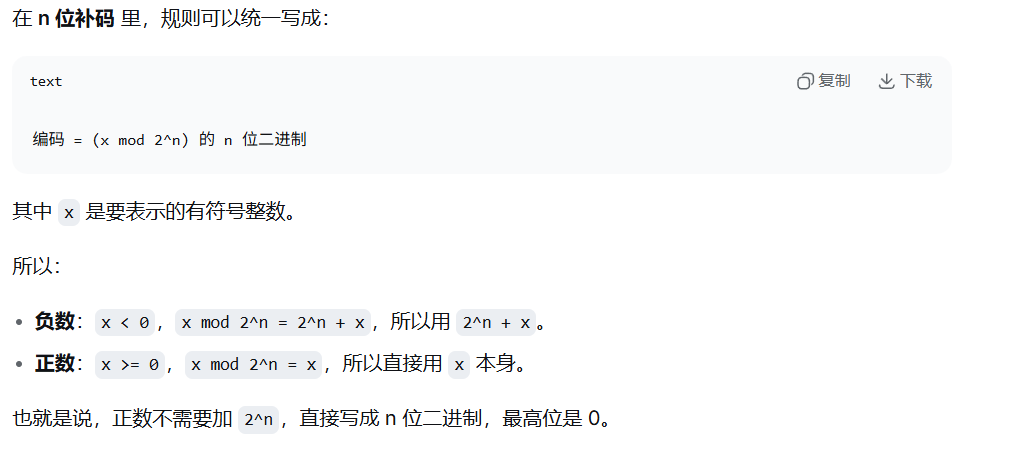 在 n 位补码 里，规则可以统一写成：
text
复制
下载
编码 = (x mod 2^n) 的 n 位二进制
其中 x 是要表示的有符号整数。
所以：
• 负数：x < 0，x mod 2^n = 2^n + x，所以用 2^n + x。
• 正数：x >= 0，x mod 2^n = x，所以直接用 x 本身。
也就是说，正数不需要加 2^n，直接写成 n 位二进制，最高位是 0。